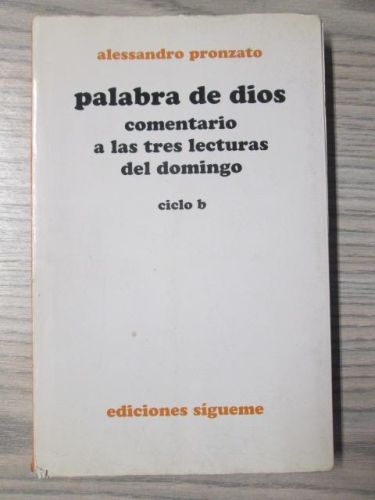 alessandro pronzato
palabra de dios
comentario
a las tres lecturas
del domingo
ciclo b
ediciones sígueme